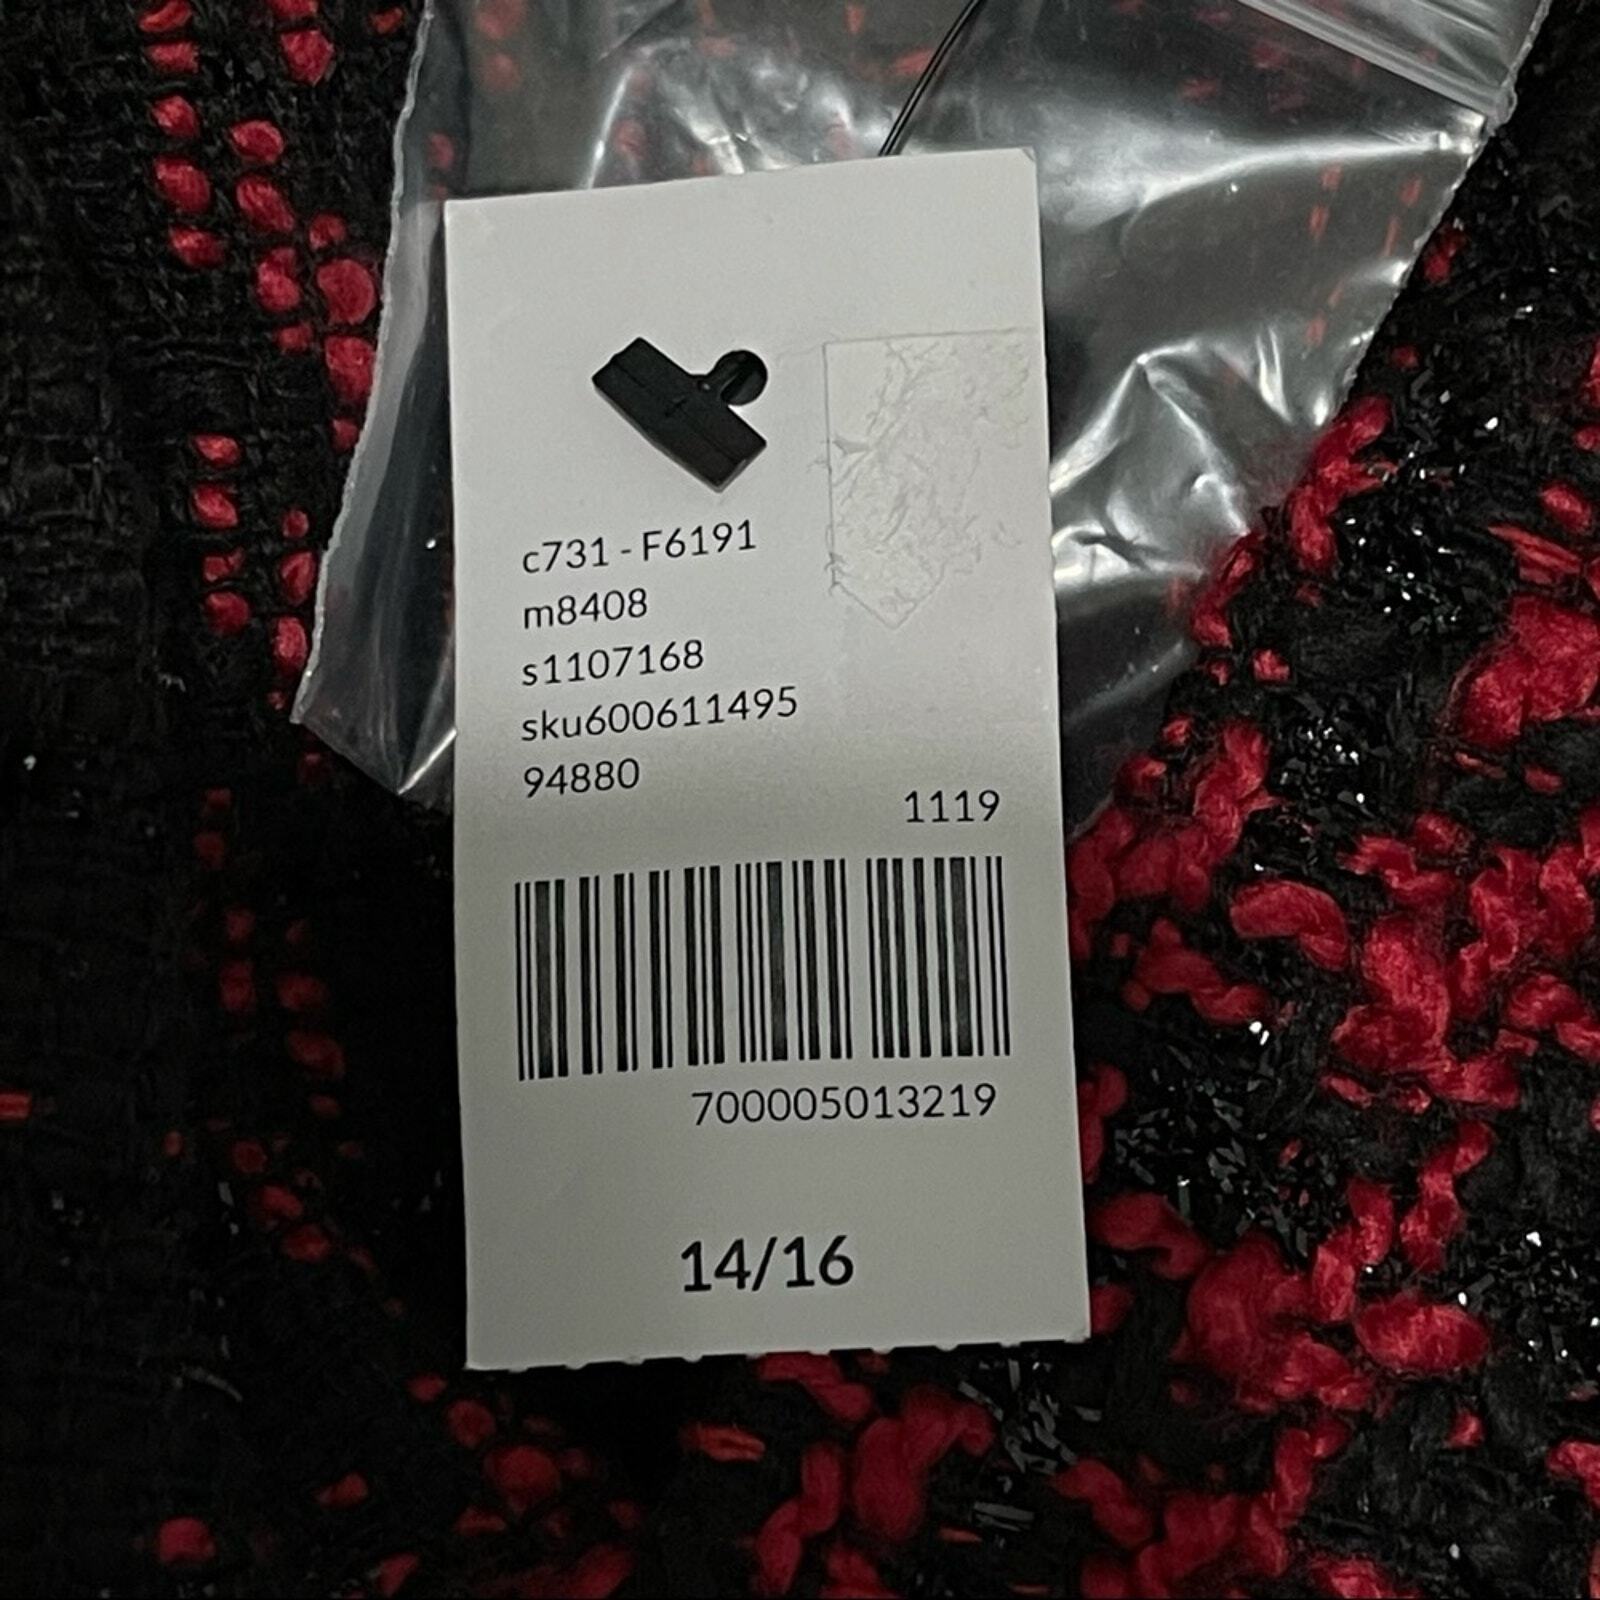 c731 - F6191
m8408
s1107168
sku600611495
94880
1119
700005013219
14/16